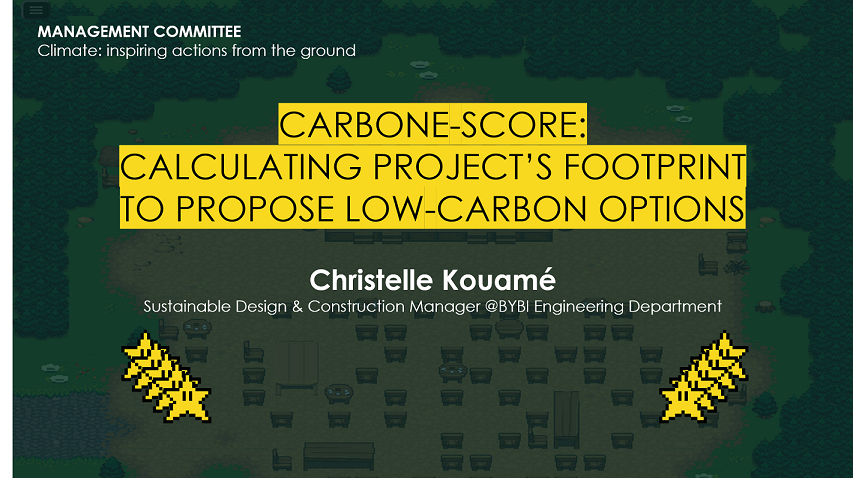 MANAGEMENT COMMITTEE
Climate: inspiring actions from the ground
CARBONE-SCORE:
CALCULATING PROJECT'S FOOTPRINT
TO PROPOSE LOW-CARBON OPTIONS
Christelle Kouamé
Sustainable Design & Construction Manager @BYBI Engineering Department